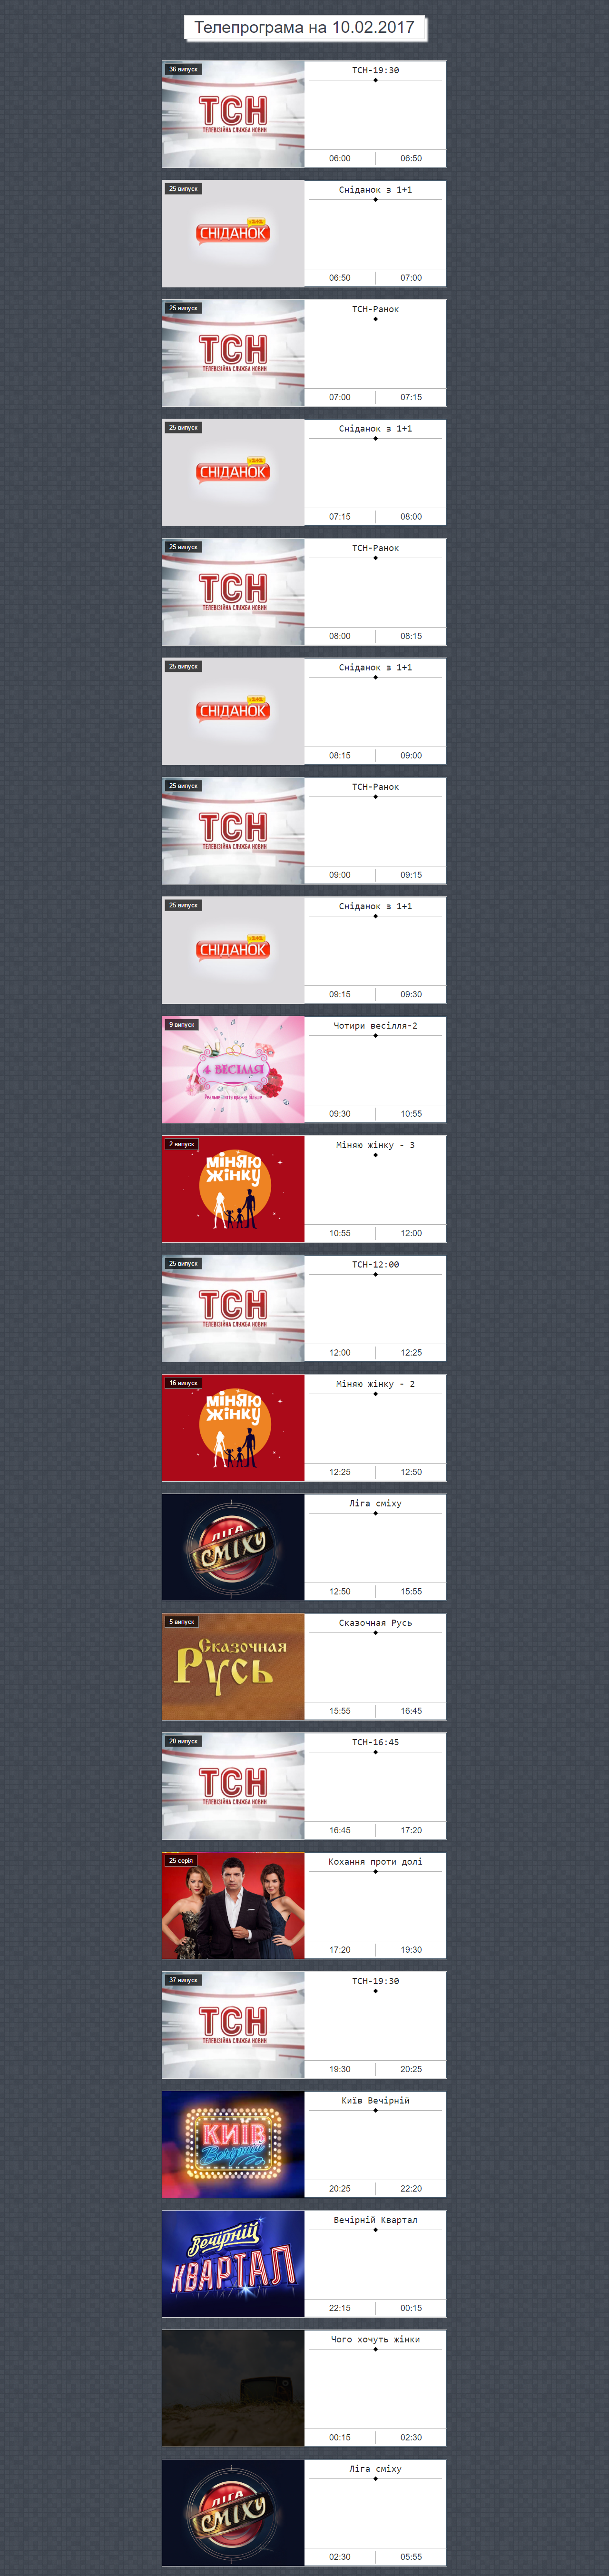 Телепрограма на 10.02.2017
36 випуск
ТСН-19:30
ТСН
ТЕЛЕВІЗІЙНА СЛУЖБА НОВИН
06:00 06:50
25 випуск
Сніданок з 1+1
СНІДАНОК
06:50 07:00
25 випуск
ТСН-Ранок
ТСН
ТЕЛЕВІЗІЙНА СЛУЖБА НОВИН
07:00 07:15
25 випуск
Сніданок з 1+1
СНІДАНОК
07:15 08:00
25 випуск
ТСН-Ранок
ТСН
ТЕЛЕВІЗІЙНА СЛУЖБА НОВИН
08:00 08:15
25 випуск
Сніданок з 1+1
СНІДАНОК
08:15 09:00
25 випуск
ТСН-Ранок
ТСН
ТЕЛЕВІЗІЙНА СЛУЖБА НОВИН
09:00 09:15
25 випуск
Сніданок з 1+1
СНІДАНОК
09:15 09:30
9 випуск
Чотири весілля-2
4 ВЕСІЛЛЯ
09:30 10:55
2 випуск
Міняю жінку - 3
МІНЯЮ
ЖІНКУ
10:55 12:00
25 випуск
ТСН-12:00
ТСН
ТЕЛЕВІЗІЙНА СЛУЖБА НОВИН
12:00 12:25
16 випуск
Міняю жінку - 2
МІНЯЮ
ЖІНКУ
12:25 12:50
Ліга сміху
ЛІГА
СМІХУ
12:50 15:55
5 випуск
Сказочная Русь
Сказочная
Русь
15:55 16:45
20 випуск
ТСН-16:45
ТСН
ТЕЛЕВІЗІЙНА СЛУЖБА НОВИН
16:45 17:20
25 серія
Кохання проти долі
17:20 19:30
37 випуск
ТСН-19:30
ТСН
ТЕЛЕВІЗІЙНА СЛУЖБА НОВИН
19:30 20:25
Київ Вечірній
КИЇВ
Вечірній
20:25 22:20
Вечірній Квартал
Вечірній
КВАРТАЛ
22:15 00:15
Чого хочуть жінки
00:15 02:30
Ліга сміху
ЛІГА
СМІХУ
02:30 05:55